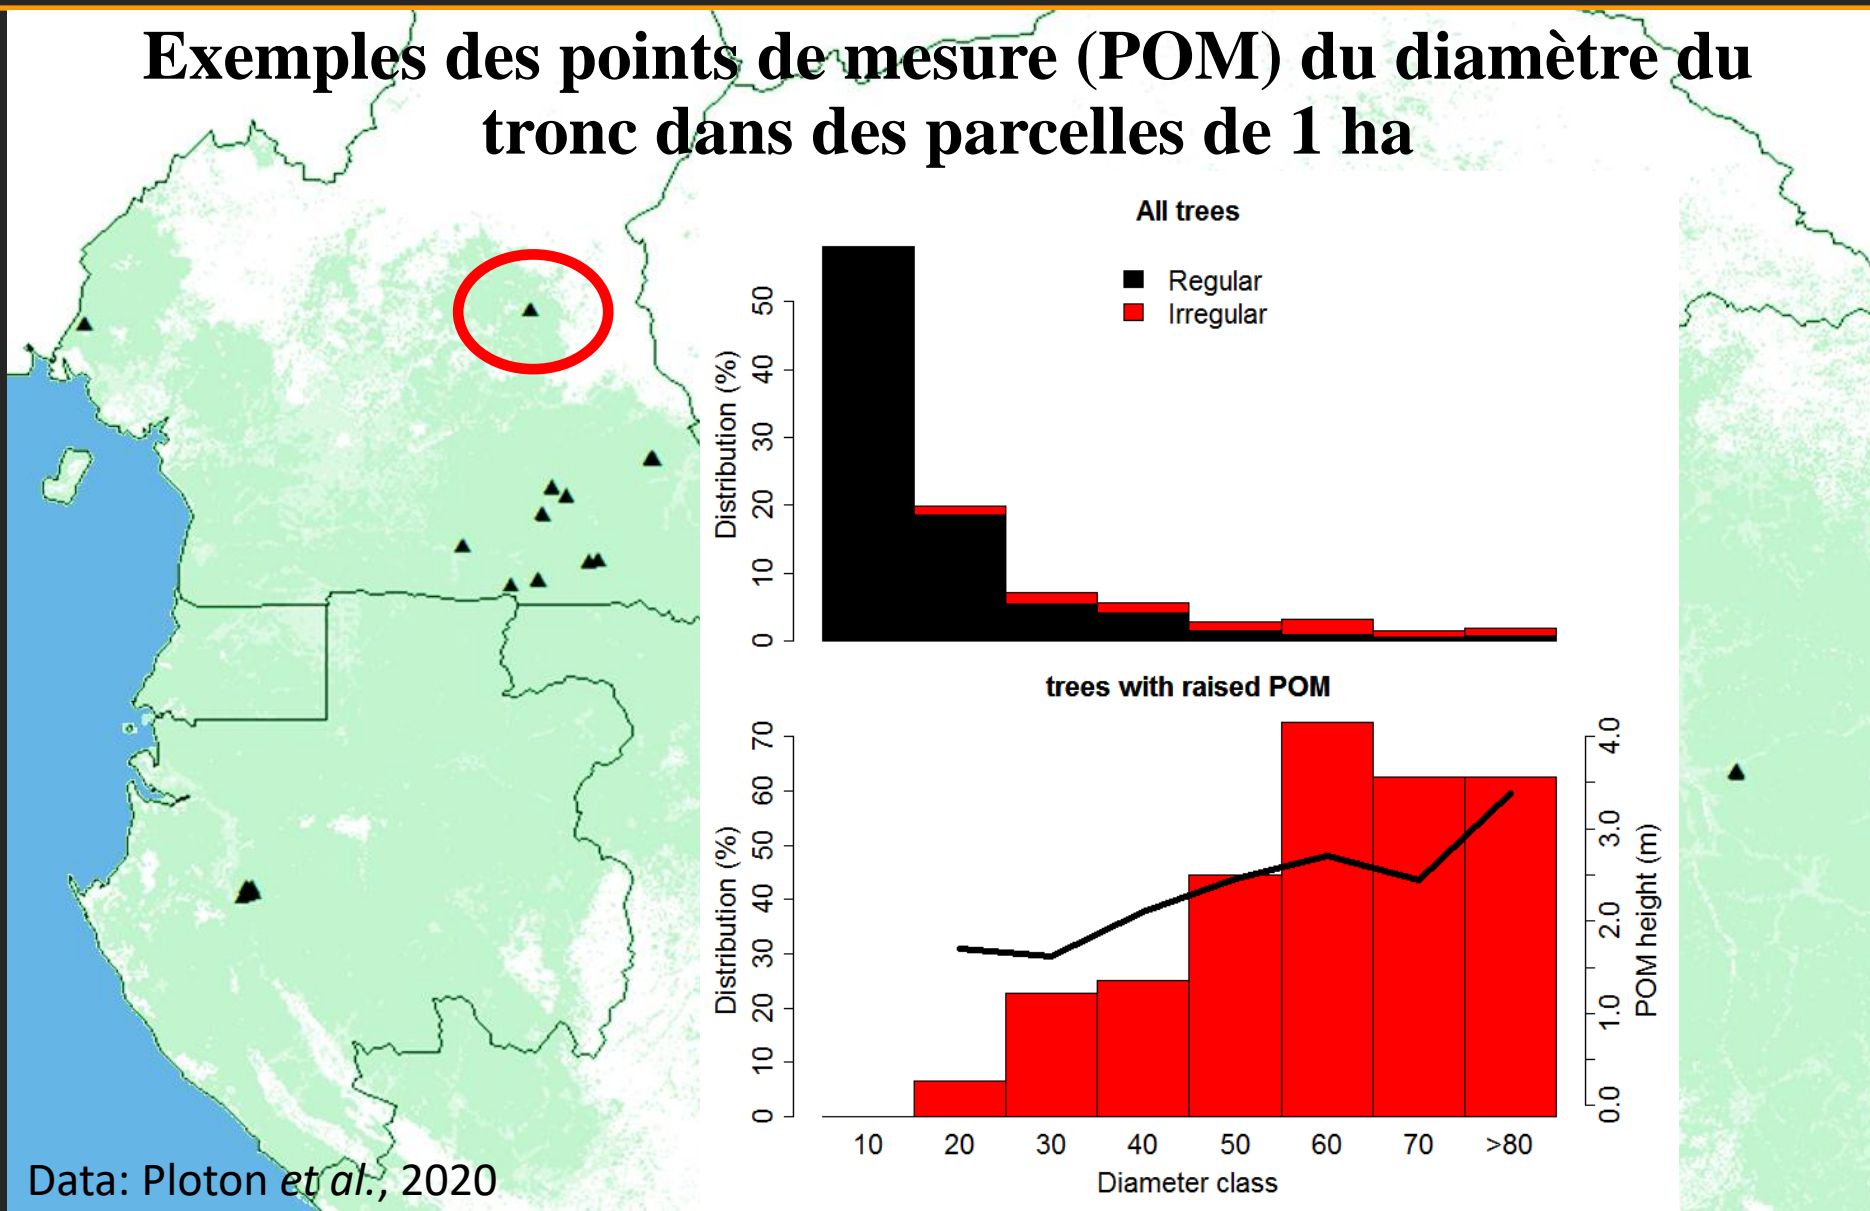 Exemples des points de mesure (POM) du diamètre du
tronc dans des parcelles de 1 ha
All trees
Regular
Irregular
Distribution (%)
50
40
30
20
10
0
trees with raised POM
Distribution (%)
70
60
50
40
30
20
10
0
4.0
3.0
2.0
1.0
0.0
POM height (m)
10 20 30 40 50 60 70 >80
Diameter class
Data: Ploton et al., 2020